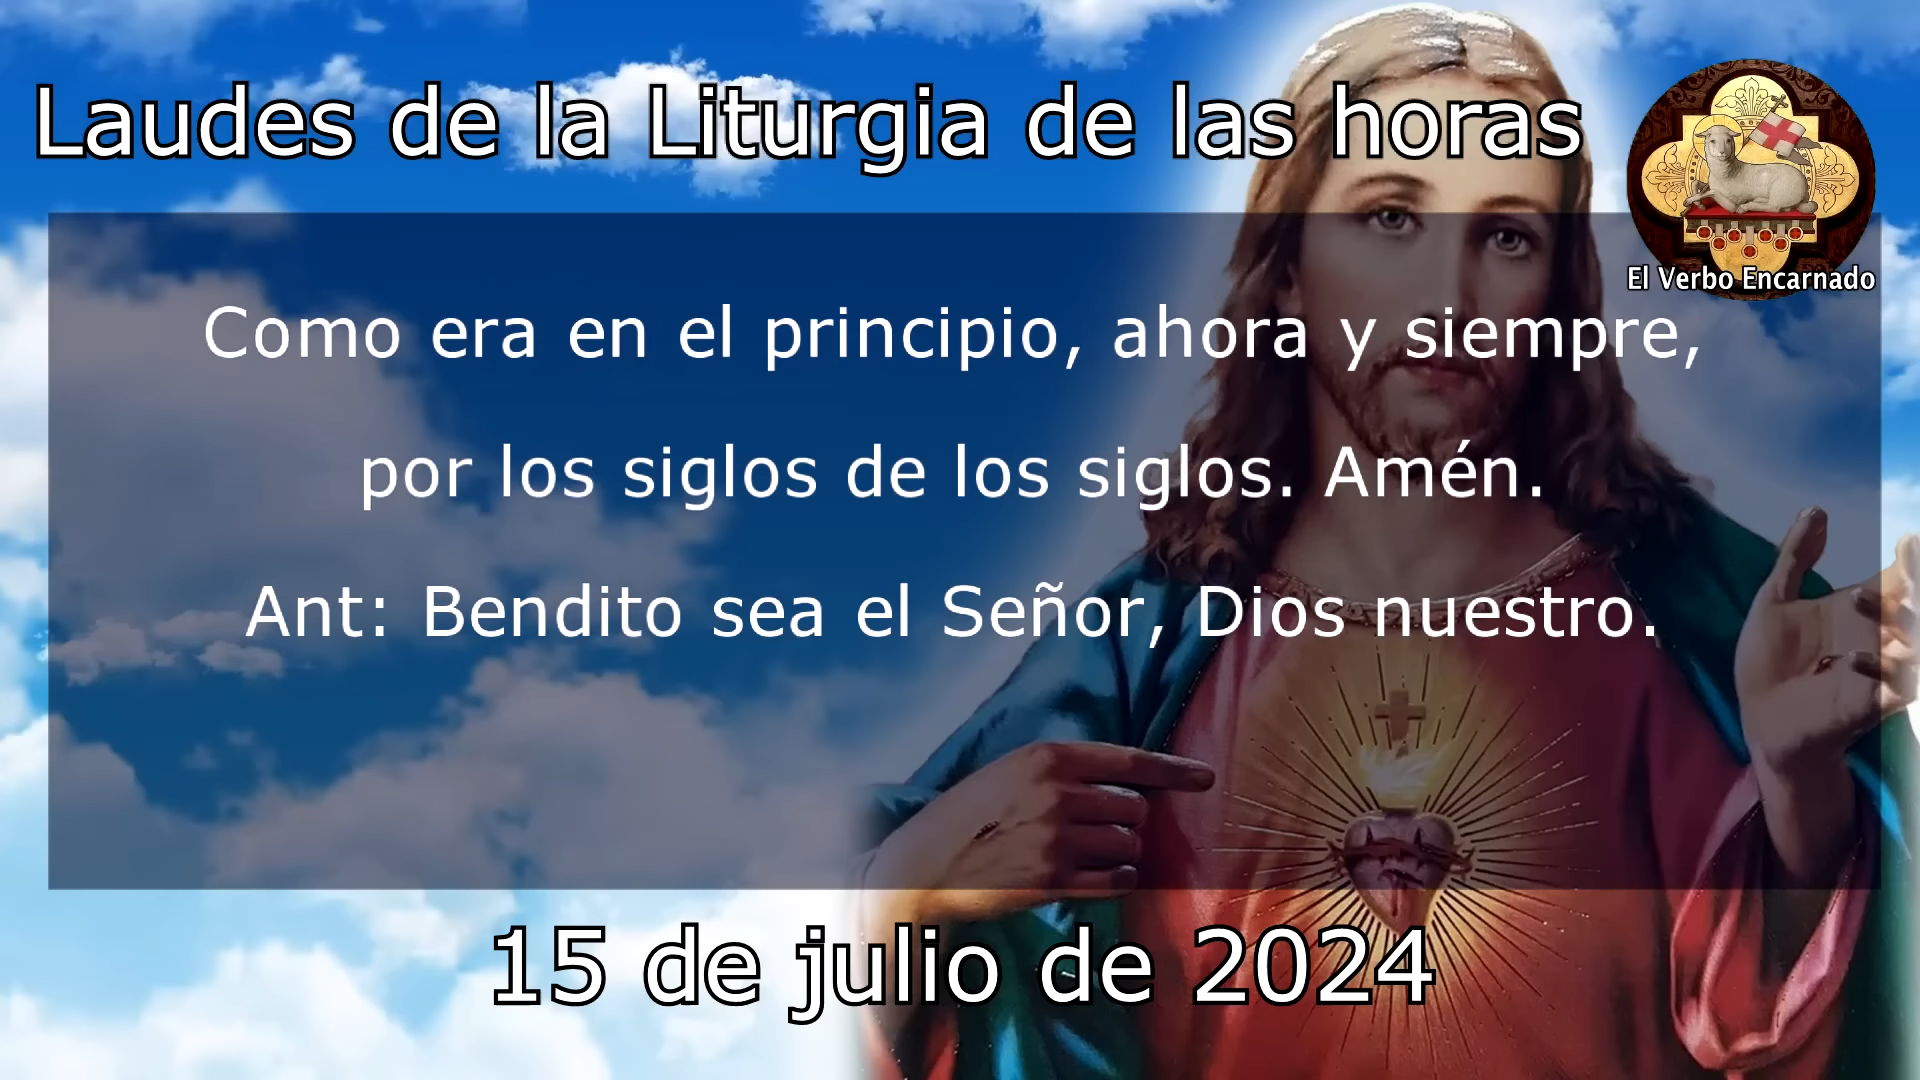 Laudes de la Liturgia de las horas
El Verbo Encarnado
Como era en el principio, ahora y siempre,
por los siglos de los siglos. Amén.
Ant: Bendito sea el Señor, Dios nuestro.
15 de julio de 2024